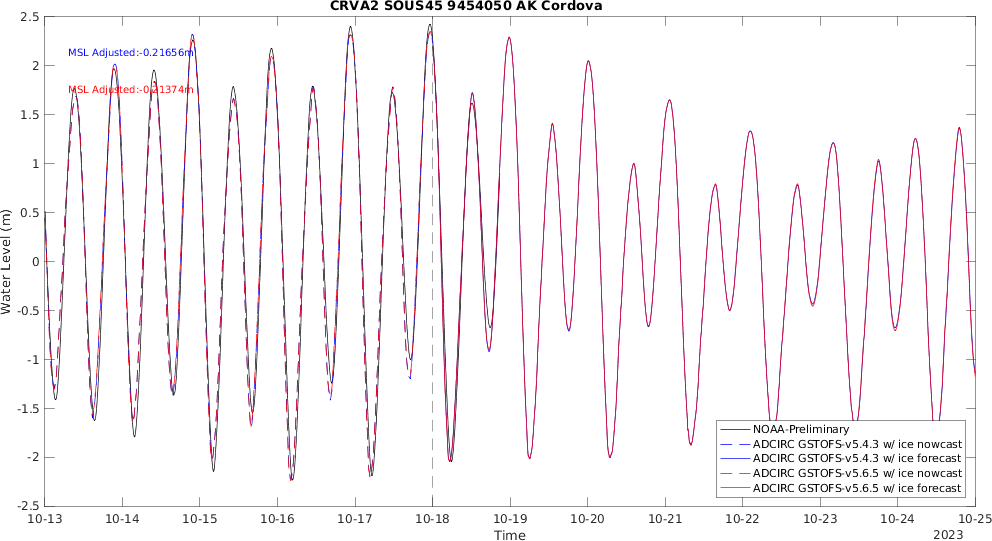 CRVA2 SOUS45 9454050 AK Cordova
MSL Adjusted:-0.21656m
MSL Adjusted:-0.21374m
Water Level (m)
2.5
2
1.5
1
0.5
0
-0.5
-1
-1.5
-2
-2.5
NOAA-Preliminary
ADCIRC GSTOFS-v5.4.3 w/ ice nowcast
ADCIRC GSTOFS-v5.4.3 w/ ice forecast
ADCIRC GSTOFS-v5.6.5 w/ ice nowcast
ADCIRC GSTOFS-v5.6.5 w/ ice forecast
10-13 10-14 10-15 10-16 10-17 10-18 10-19 10-20 10-21 10-22 10-23 10-24 10-25
Time
2023